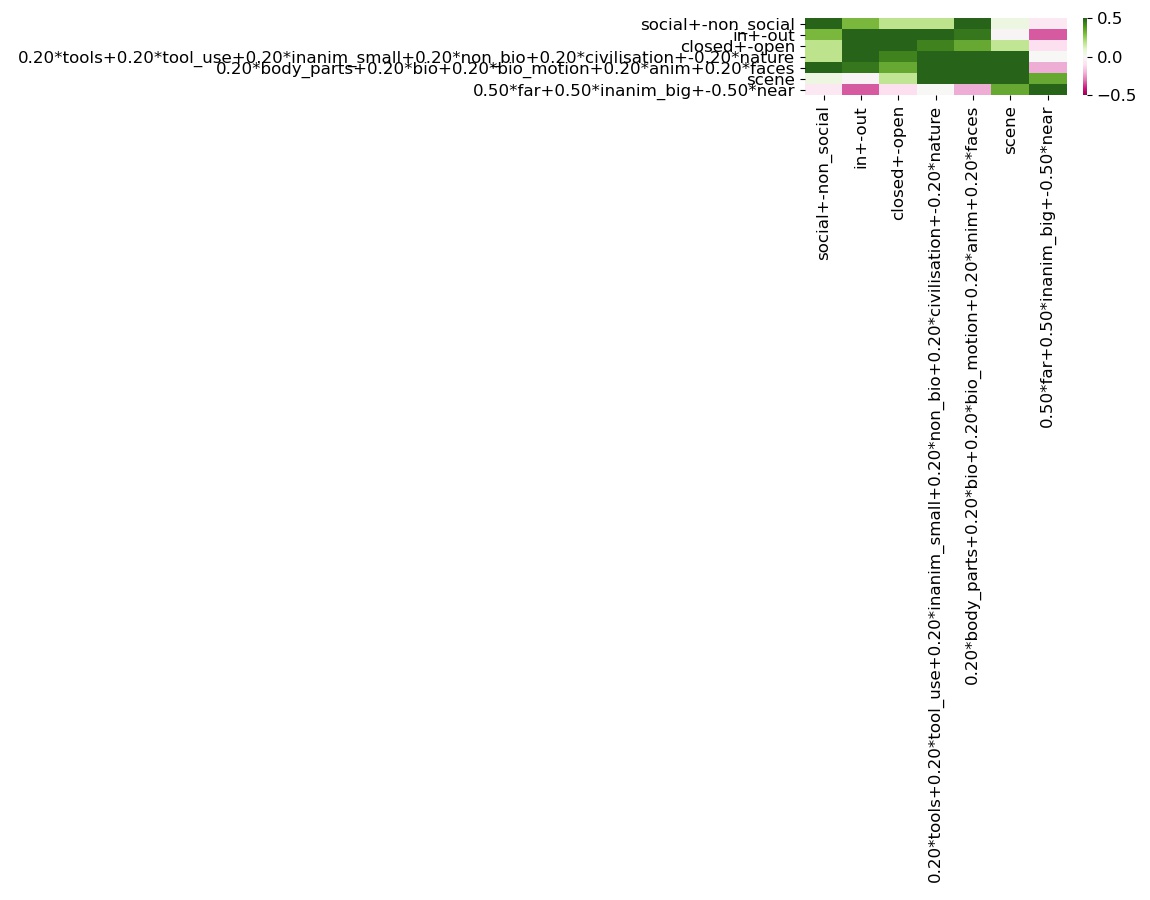 social+-non_social
in+-out
closed+-open
0.20*tools+0.20*tool_use+0.20*inanim_small+0.20*non_bio+0.20*civilisation+-0.20*nature
0.20*body_parts+0.20*bio+0.20*bio_motion+0.20*anim+0.20*faces
scene
0.50*far+0.50*inanim_big+-0.50*near
0.5
0.0
−0.5
social+-non_social
in+-out
closed+-open
0.20*tools+0.20*tool_use+0.20*inanim_small+0.20*non_bio+0.20*civilisation+-0.20*nature
0.20*body_parts+0.20*bio+0.20*bio_motion+0.20*anim+0.20*faces
scene
0.50*far+0.50*inanim_big+-0.50*near